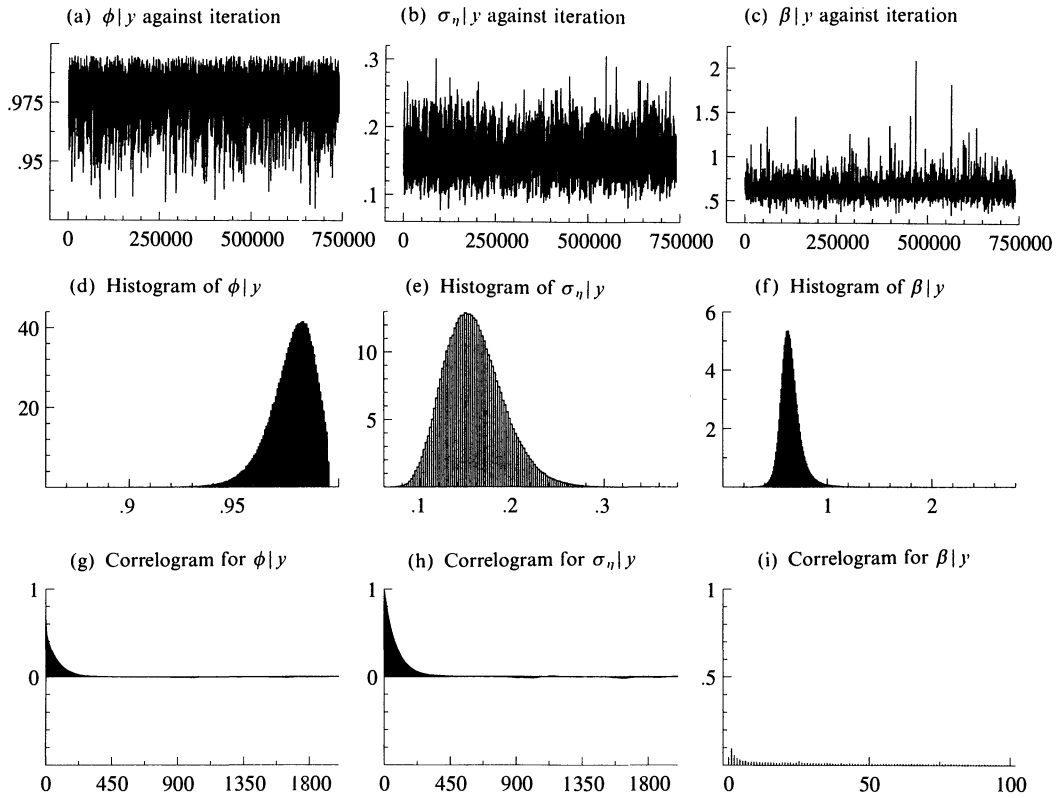 (a) ϕ|y against iteration
(b) σ_η|y against iteration
(c) β|y against iteration
.975
.95
0 250000 500000 750000
.3
.2
.1
0 250000 500000 750000
2
1.5
1
.5
0 250000 500000 750000
(d) Histogram of ϕ|y
(e) Histogram of σ_η|y
(f) Histogram of β|y
40
20
.9 .95
10
5
.1 .2 .3
6
4
2
1 2
(g) Correlogram for ϕ|y
(h) Correlogram for σ_η|y
(i) Correlogram for β|y
1
0
0 450 900 1350 1800
1
0
0 450 900 1350 1800
1
.5
0 50 100